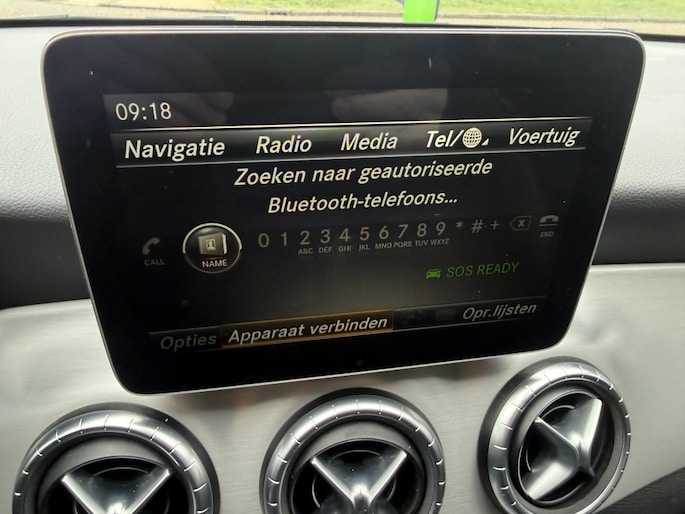 09:18
Navigatie Radio Media Tel/ Voertuig
Zoeken naar geautoriseerde
Bluetooth-telefoons...
0 1 2 3 4 5 6 7 8 9 * # +
ABC DEF GHI JKL MNO PQRS TUV WXYZ
CALL NAME END
SOS READY
Opties Apparaat verbinden Opr.lijsten